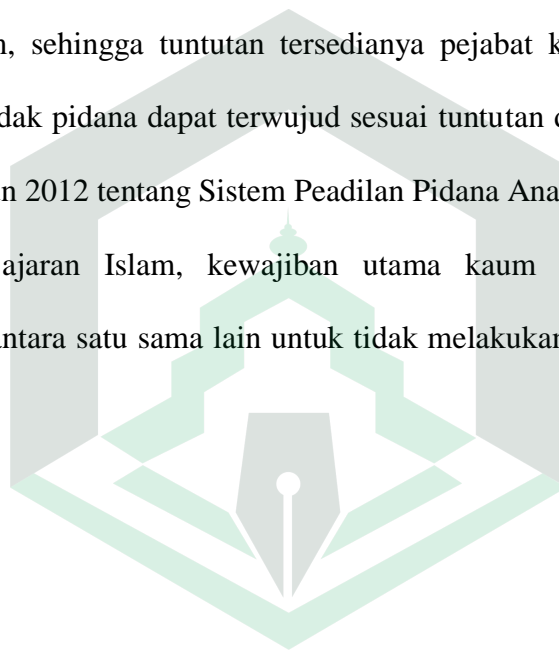 , sehingga tuntutan tersedianya pejabat
dak pidana dapat terwujud sesuai tuntutan
n 2012 tentang Sistem Peadilan Pidana Ana
ajaran Islam, kewajiban utama kaum
antara satu sama lain untuk tidak melakukan